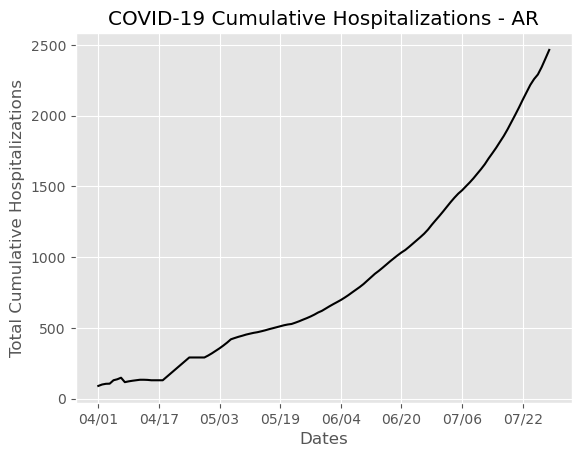 COVID-19 Cumulative Hospitalizations - AR
Total Cumulative Hospitalizations
2500
2000
1500
1000
500
0
04/01 04/17 05/03 05/19 06/04 06/20 07/06 07/22
Dates